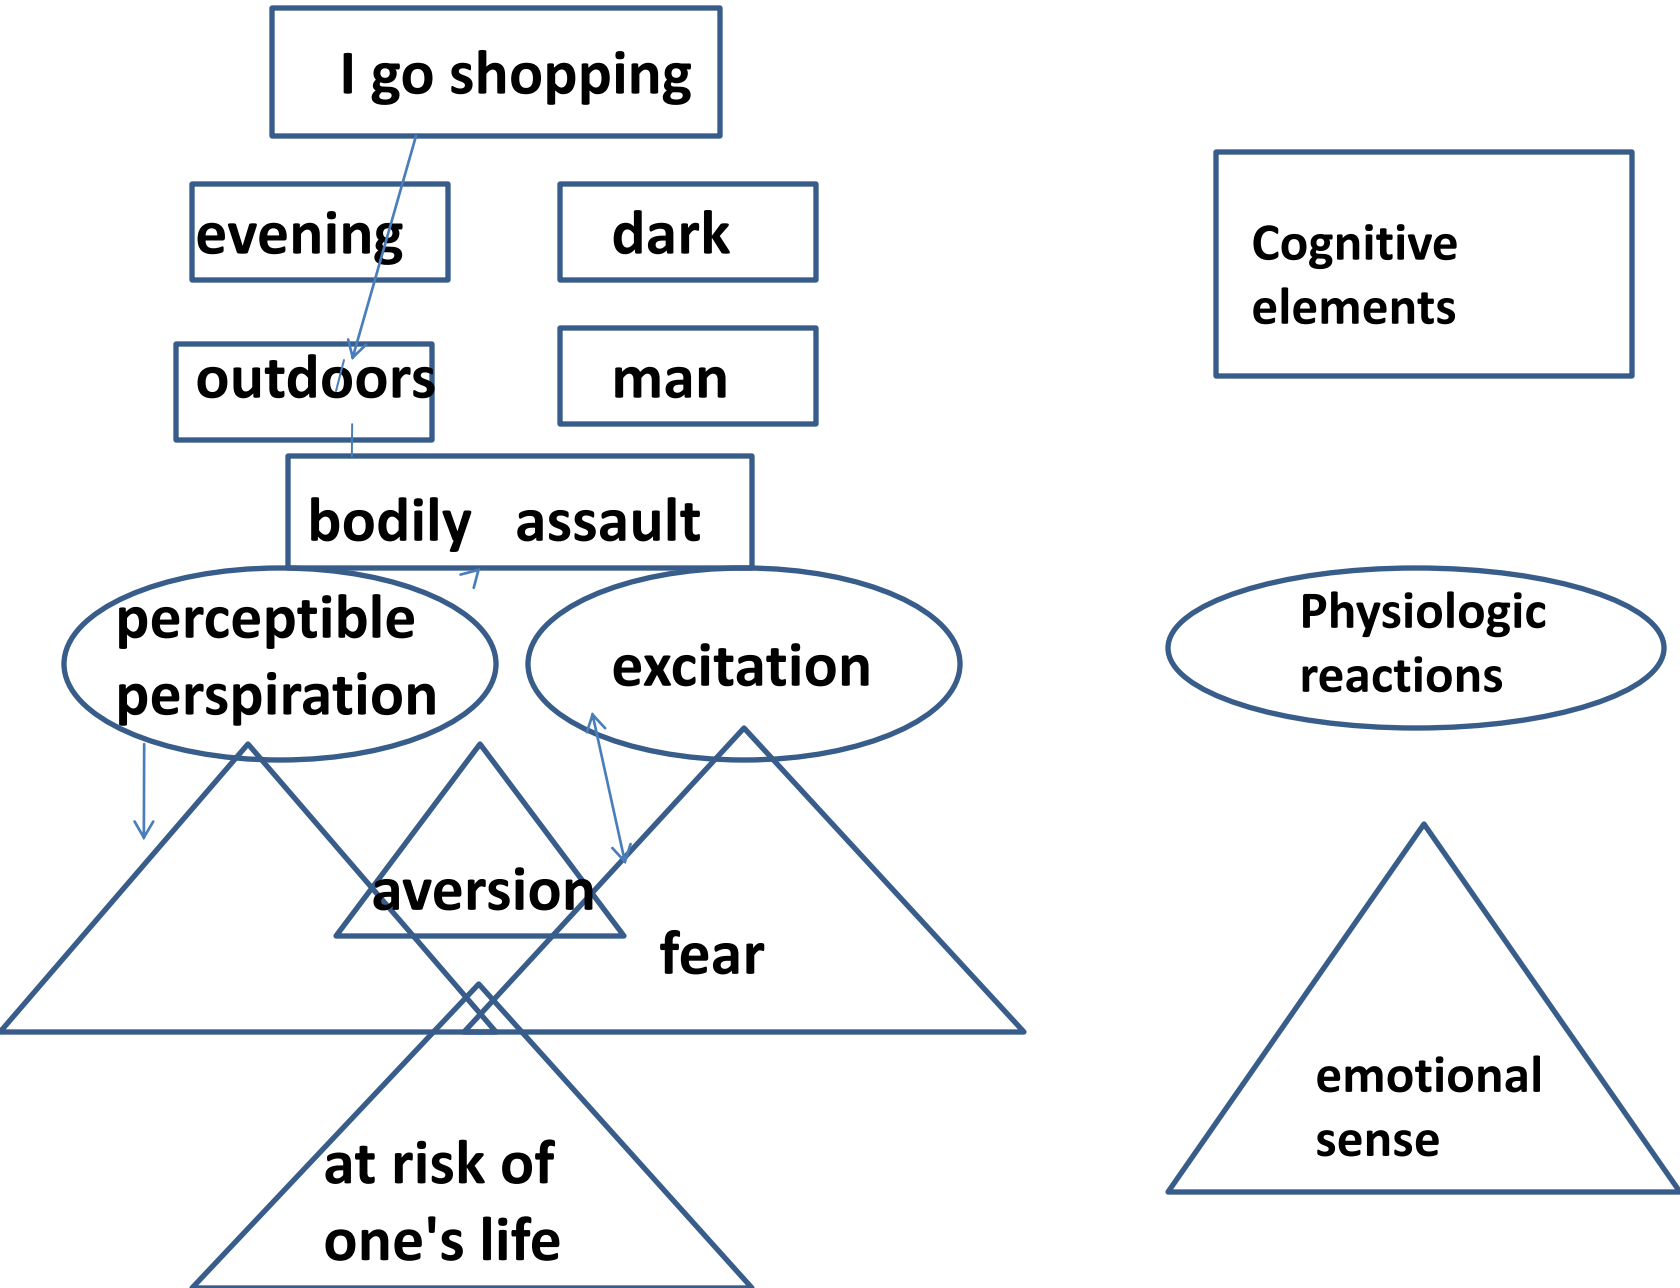 I go shopping
evening
dark
outdoors
man
bodily assault
perceptible
perspiration
excitation
aversion
fear
at risk of
one's life
Cognitive
elements
Physiologic
reactions
emotional
sense